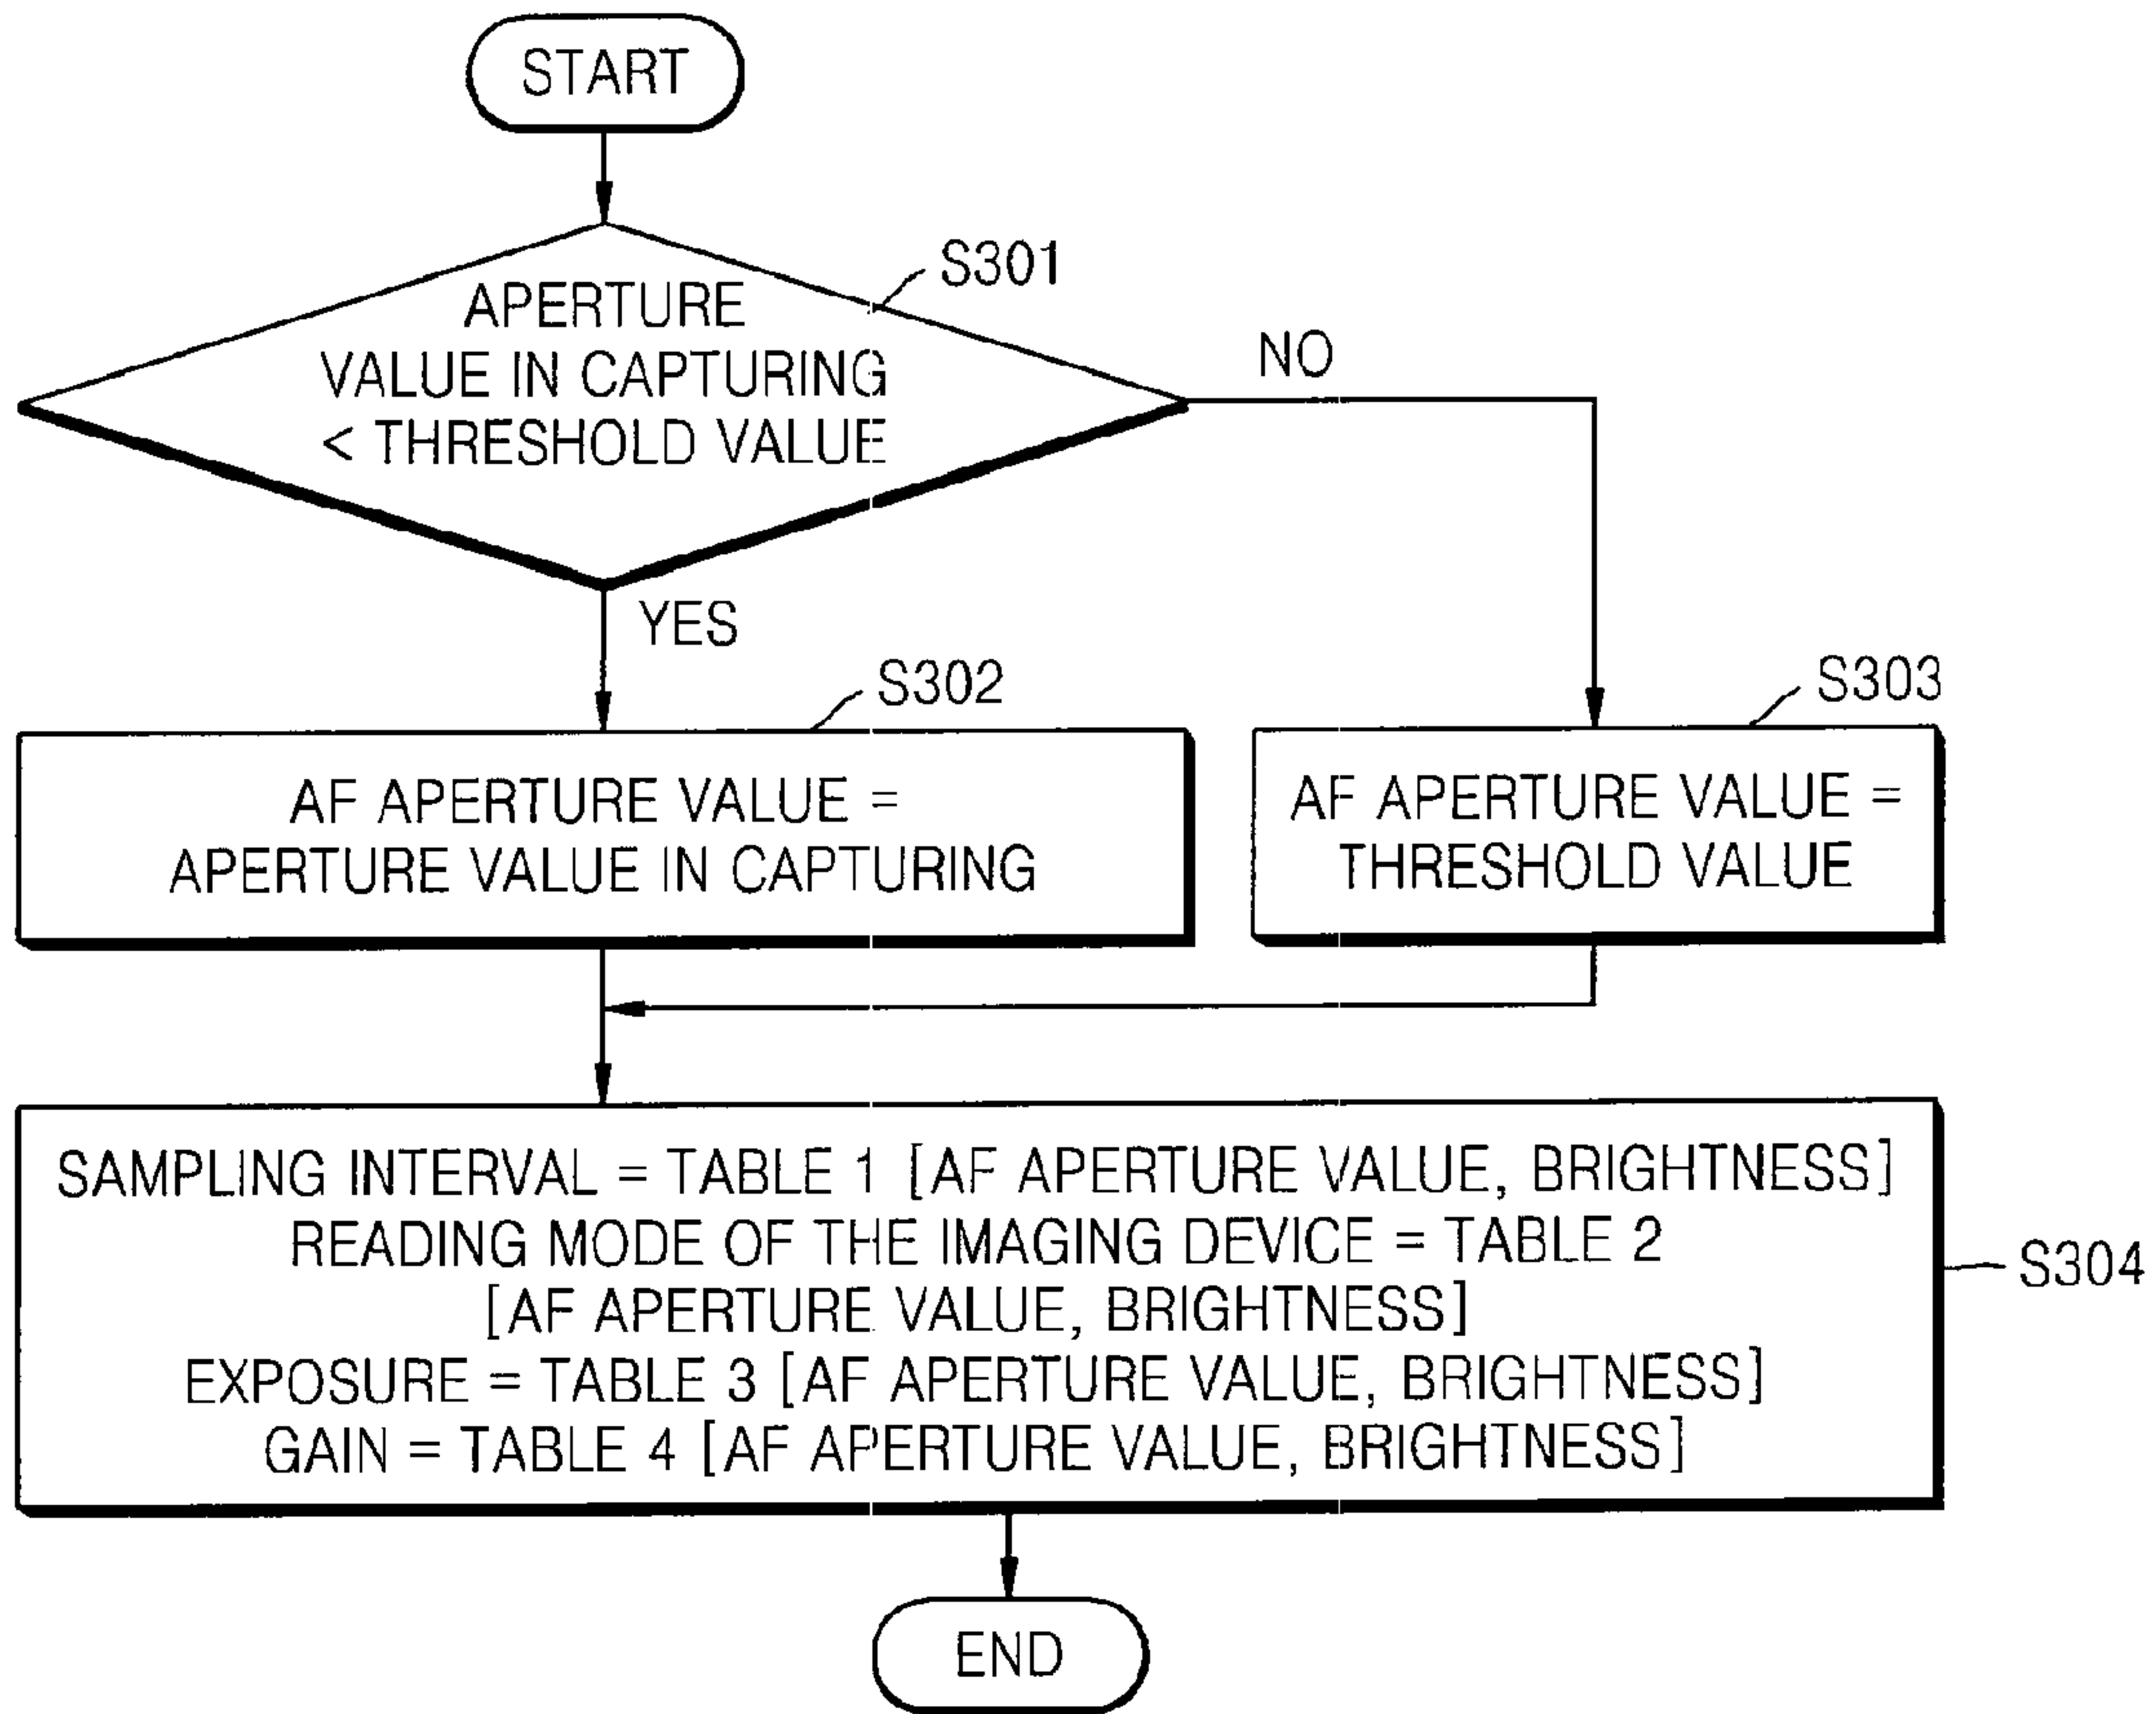 START
S301
APERTURE
VALUE IN CAPTURING
< THRESHOLD VALUE
NO
YES
S302
AF APERTURE VALUE =
APERTURE VALUE IN CAPTURING
S303
AF APERTURE VALUE =
THRESHOLD VALUE
SAMPLING INTERVAL = TABLE 1 [AF APERTURE VALUE, BRIGHTNESS]
READING MODE OF THE IMAGING DEVICE = TABLE 2
[AF APERTURE VALUE, BRIGHTNESS]
EXPOSURE = TABLE 3 [AF APERTURE VALUE, BRIGHTNESS]
GAIN = TABLE 4 [AF APERTURE VALUE, BRIGHTNESS]
S304
END